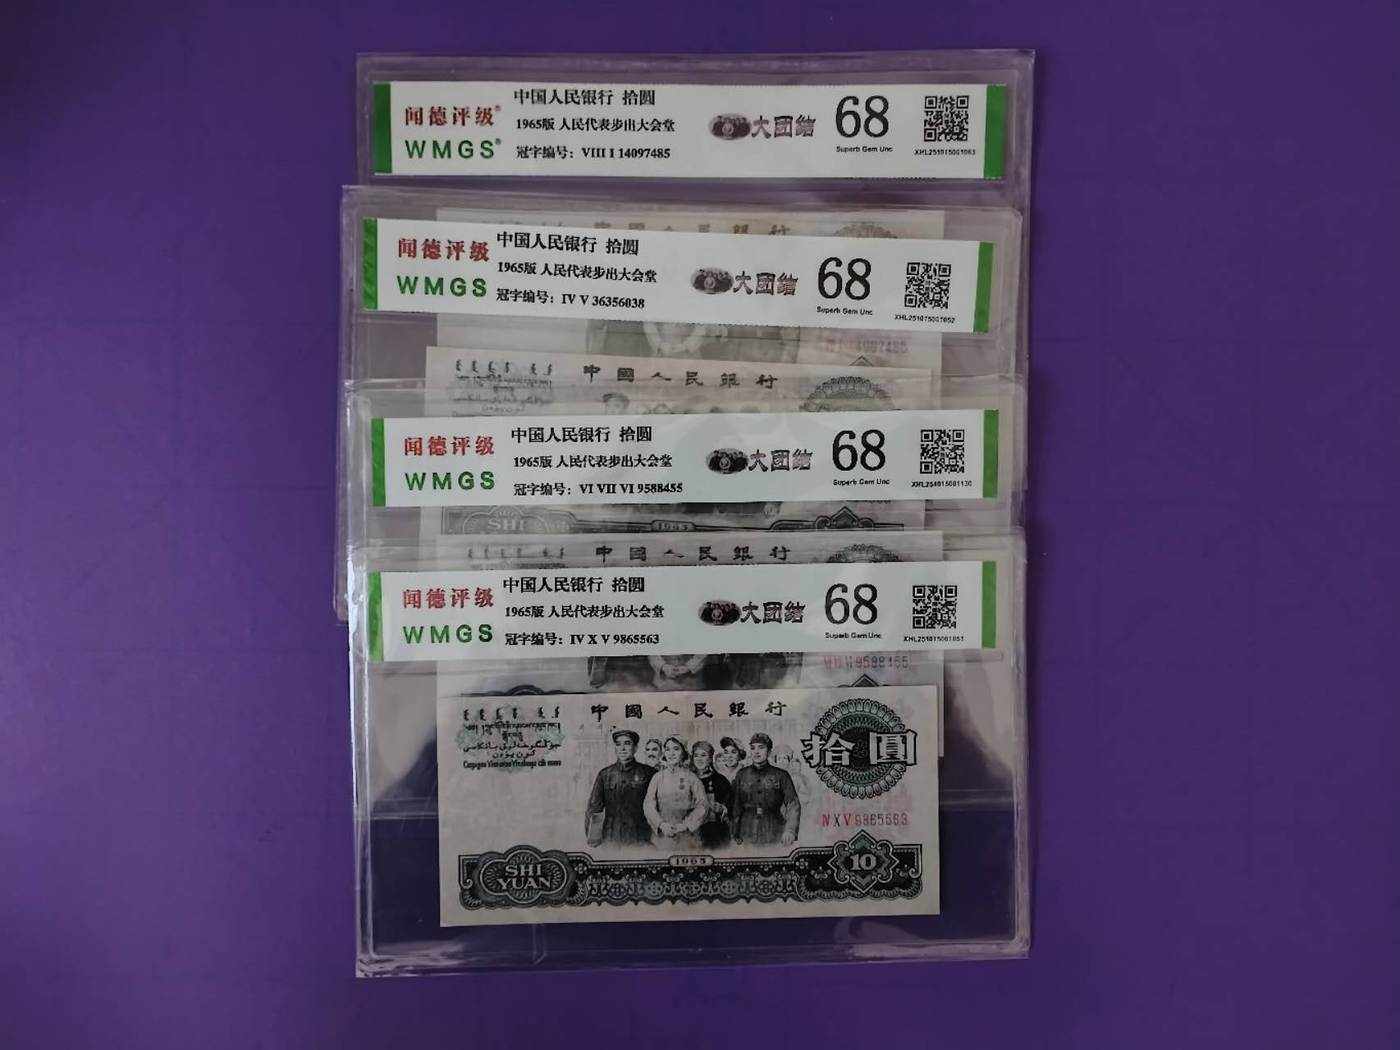 闻德评级®
WMGS®
中国人民银行 拾圆
1965版 人民代表步出大会堂
冠字编号：VIII I 14097485
大团结
68
Superb Gem Unc
闻德评级
WMGS
中国人民银行 拾圆
1965版 人民代表步出大会堂
冠字编号：IV V 36356038
大团结
68
Superb Gem Unc
中國人民銀行
闻德评级
WMGS
中国人民银行 拾圆
1965版 人民代表步出大会堂
冠字编号：VI VII VI 9588455
大团结
68
Superb Gem Unc
SHI
1965
中國人民銀行
闻德评级
WMGS
中国人民银行 拾圆
1965版 人民代表步出大会堂
冠字编号：IV X V 9865563
大团结
68
Superb Gem Unc
中國人民銀行
拾圓
IV X V 9865563
1965
SHI
YUAN
10